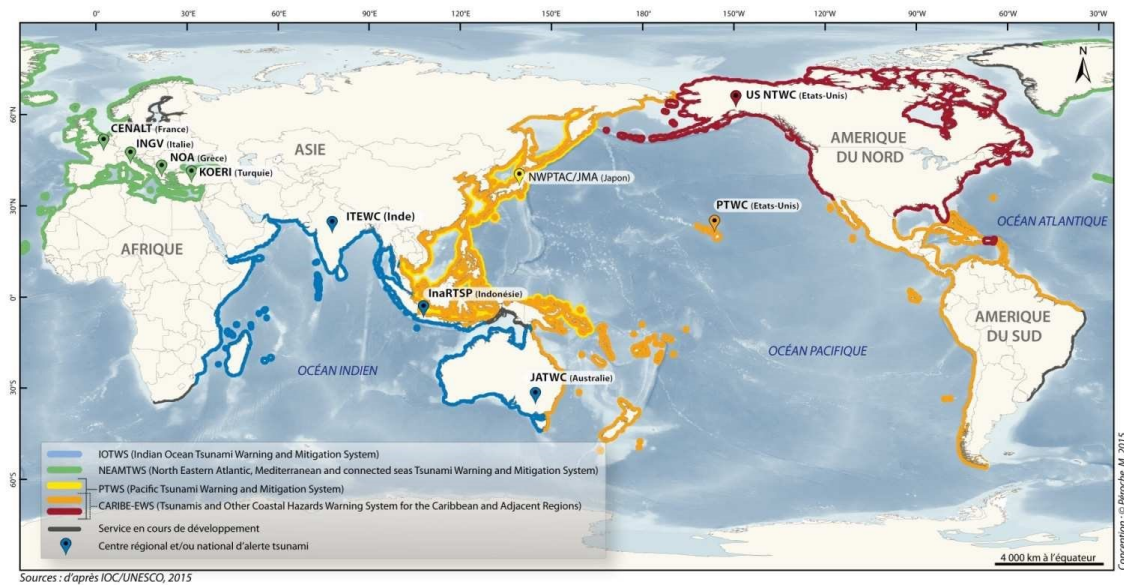 0° 30°E 60°E 90°E 120°E 150°E 180° 150°W 120°W 90°W 60°W 30°W
N
60°N
30°N
0°
30°S
60°S
US NTWC (Etats-Unis)
CENALT (France)
INGV (Italie)
NOA (Grèce)
KOERI (Turquie)
ASIE
AMERIQUE
DU NORD
NWPTAC/JMA (Japon)
PTWC (Etats-Unis)
ITEWC (Inde)
OCÉAN ATLANTIQUE
AFRIQUE
InaRTSP (Indonésie)
AMERIQUE
DU SUD
OCÉAN INDIEN
OCÉAN PACIFIQUE
JATWC (Australie)
IOTWS (Indian Ocean Tsunami Warning and Mitigation System)
NEAMTWS (North Eastern Atlantic, Mediterranean and connected seas Tsunami Warning and Mitigation System)
PTWS (Pacific Tsunami Warning and Mitigation System)
CARIBE-EWS (Tsunamis and Other Coastal Hazards Warning System for the Caribbean and Adjacent Regions)
Service en cours de développement
Centre régional et/ou national d'alerte tsunami
4 000 km à l'équateur
Conception : © Péroche, M. 2015
Sources : d'après IOC/UNESCO, 2015